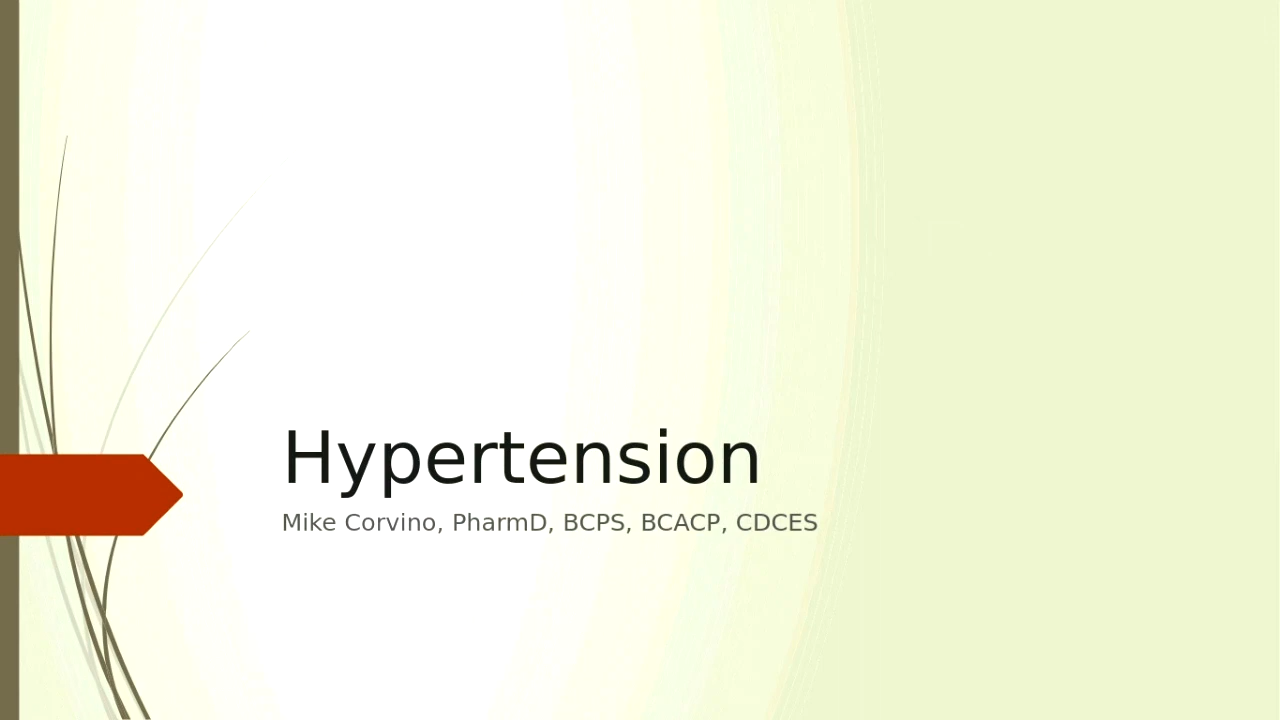 Hypertension
Mike Corvino, PharmD, BCPS, BCACP, CDCES